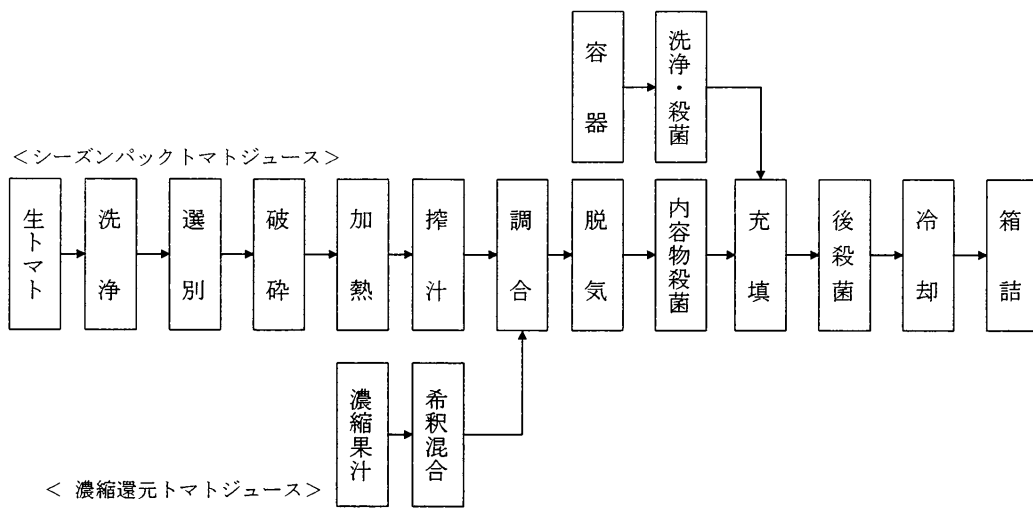 容器
洗浄・殺菌
＜シーズンパックトマトジュース＞
生トマト
洗浄
選別
破砕
加熱
搾汁
調合
脱気
内容物殺菌
充填
後殺菌
冷却
箱詰
濃縮果汁
希釈混合
＜ 濃縮還元トマトジュース＞